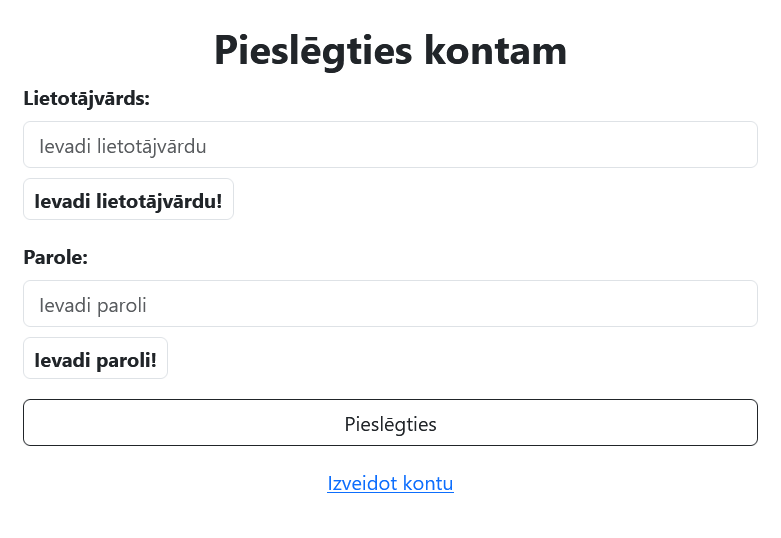 Pieslēgties kontam
Lietotājvārds:
Ievadi lietotājvārdu
Ievadi lietotājvārdu!
Parole:
Ievadi paroli
Ievadi paroli!
Pieslēgties
Izveidot kontu